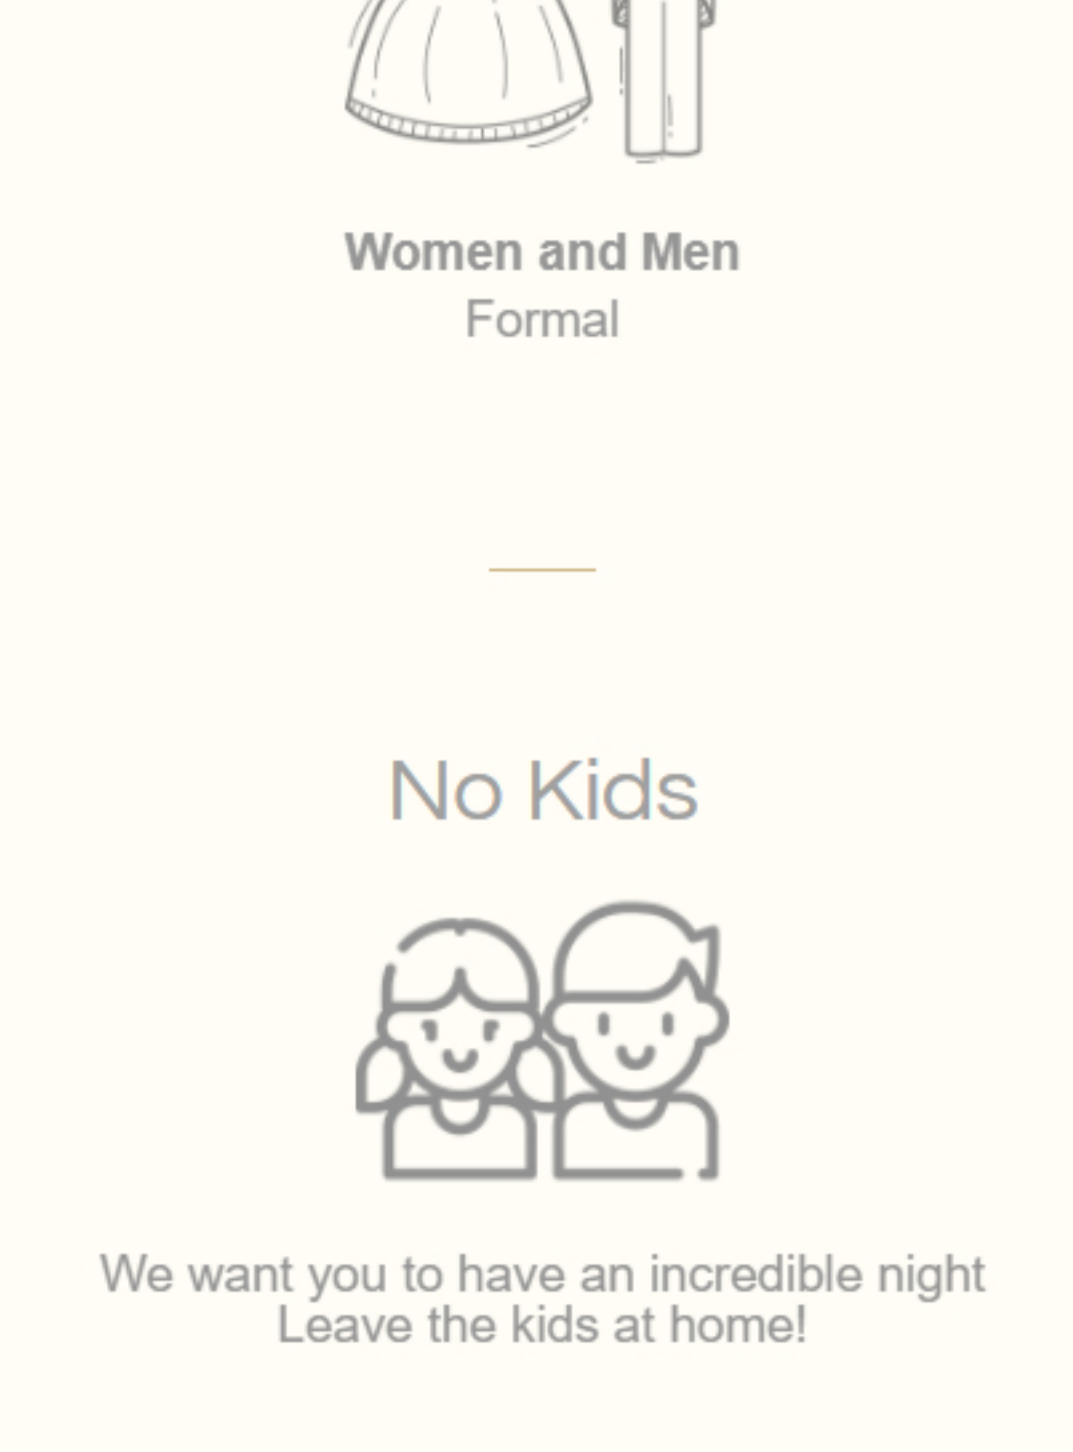 Women and Men
Formal
No Kids
We want you to have an incredible night
Leave the kids at home!